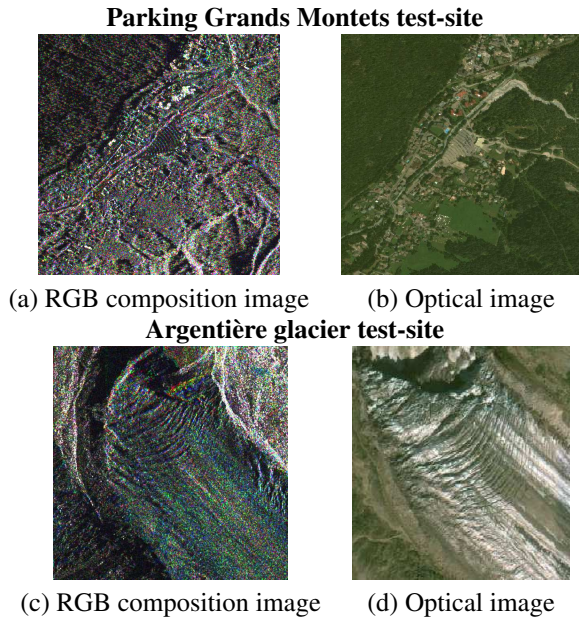 Parking Grands Montets test-site
(a) RGB composition image (b) Optical image
Argentière glacier test-site
(c) RGB composition image (d) Optical image